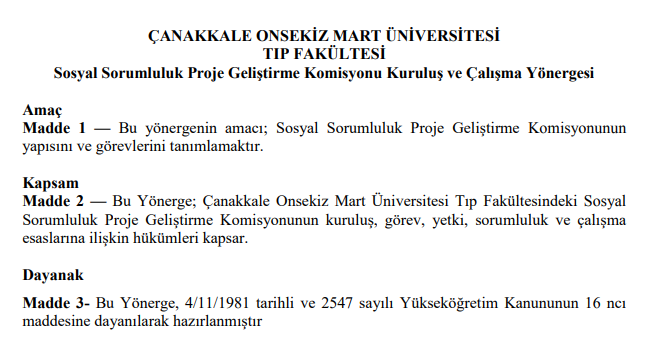 ÇANAKKALE ONSEKİZ MART ÜNİVERSİTESİ
TIP FAKÜLTESİ
Sosyal Sorumluluk Proje Geliştirme Komisyonu Kuruluş ve Çalışma Yönergesi
Amaç
Madde 1 — Bu yönergenin amacı; Sosyal Sorumluluk Proje Geliştirme Komisyonunun
yapısını ve görevlerini tanımlamaktır.
Kapsam
Madde 2 — Bu Yönerge; Çanakkale Onsekiz Mart Üniversitesi Tıp Fakültesindeki Sosyal
Sorumluluk Proje Geliştirme Komisyonunun kuruluş, görev, yetki, sorumluluk ve çalışma
esaslarına ilişkin hükümleri kapsar.
Dayanak
Madde 3- Bu Yönerge, 4/11/1981 tarihli ve 2547 sayılı Yükseköğretim Kanununun 16 ncı
maddesine dayanılarak hazırlanmıştır